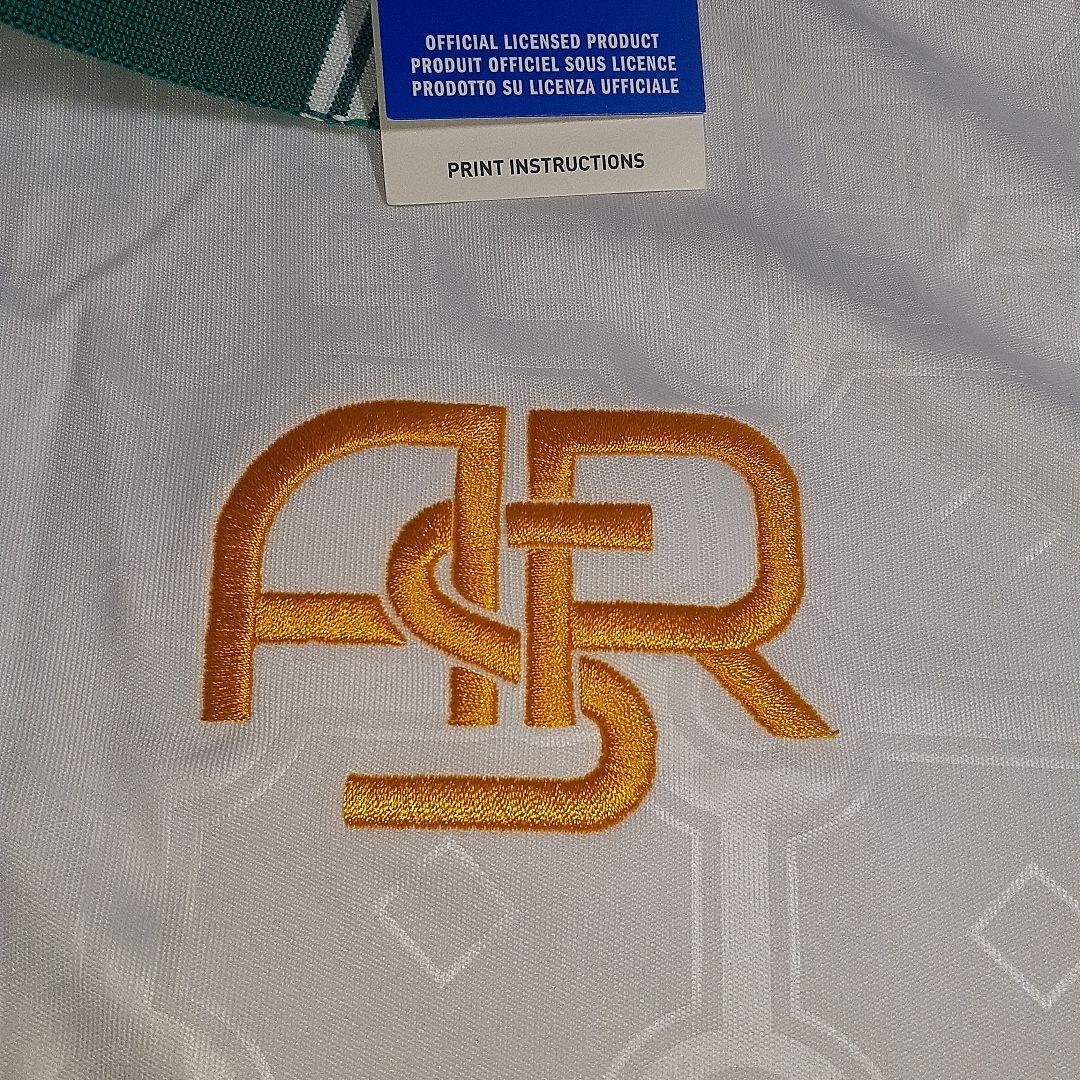 OFFICIAL LICENSED PRODUCT
PRODUIT OFFICIEL SOUS LICENCE
PRODOTTO SU LICENZA UFFICIALE
PRINT INSTRUCTIONS
ASR